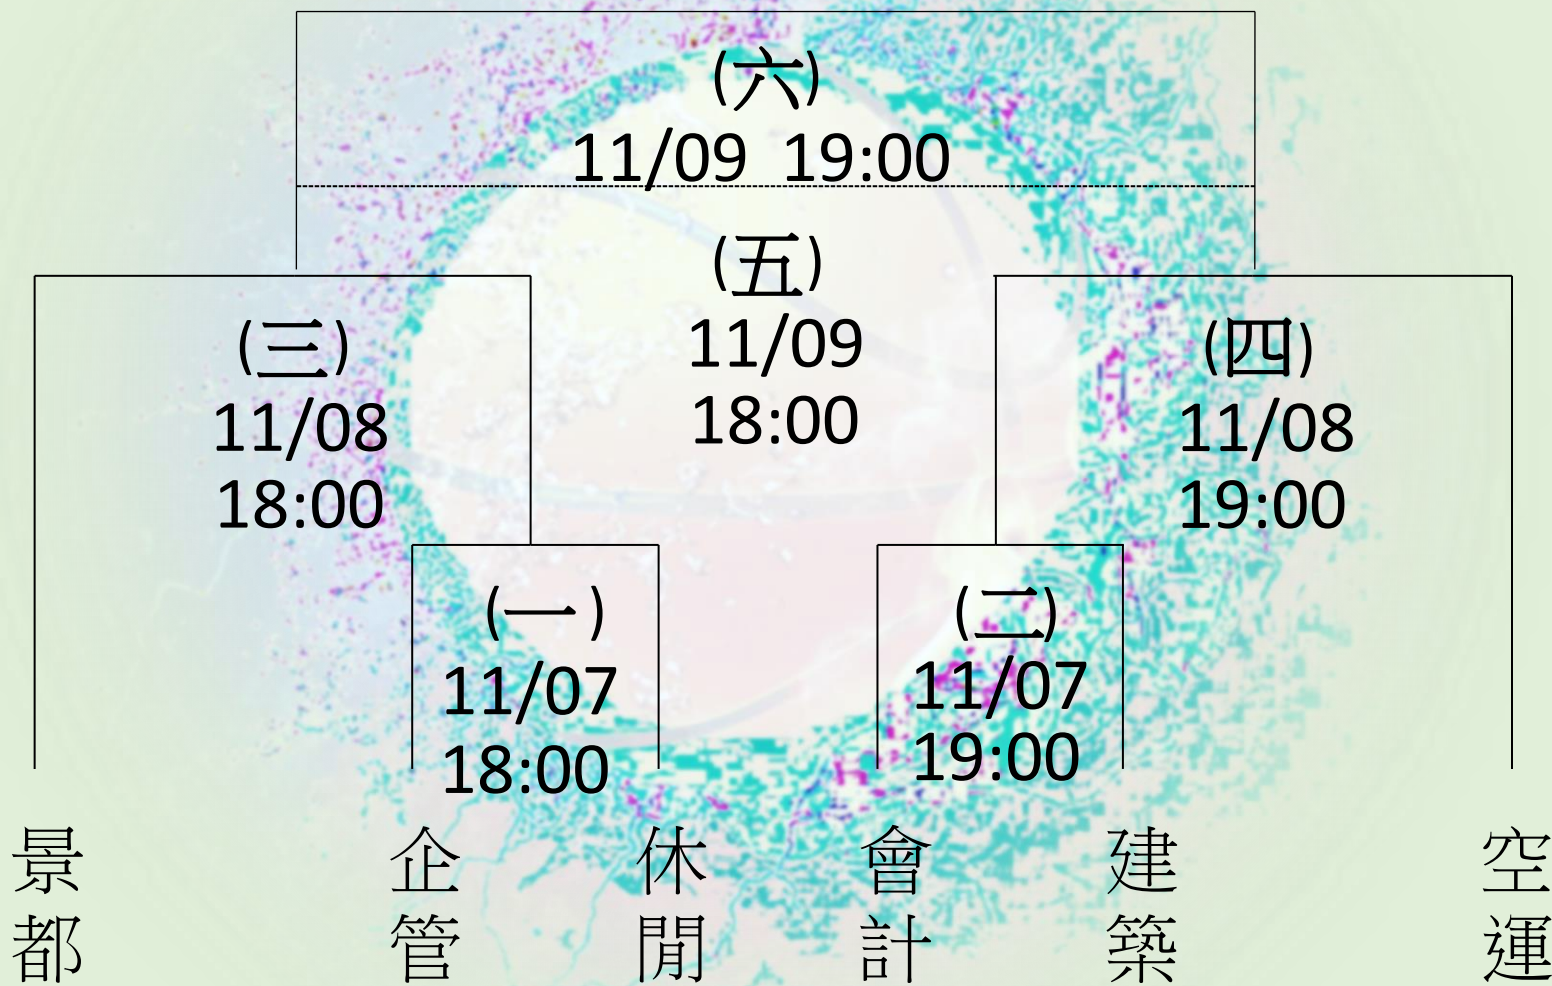 (六)
11/09 19:00
(五)
11/09
18:00
(三)
11/08
18:00
(四)
11/08
19:00
(一)
11/07
18:00
(二)
11/07
19:00
景都
企管
休閒
會計
建築
空運